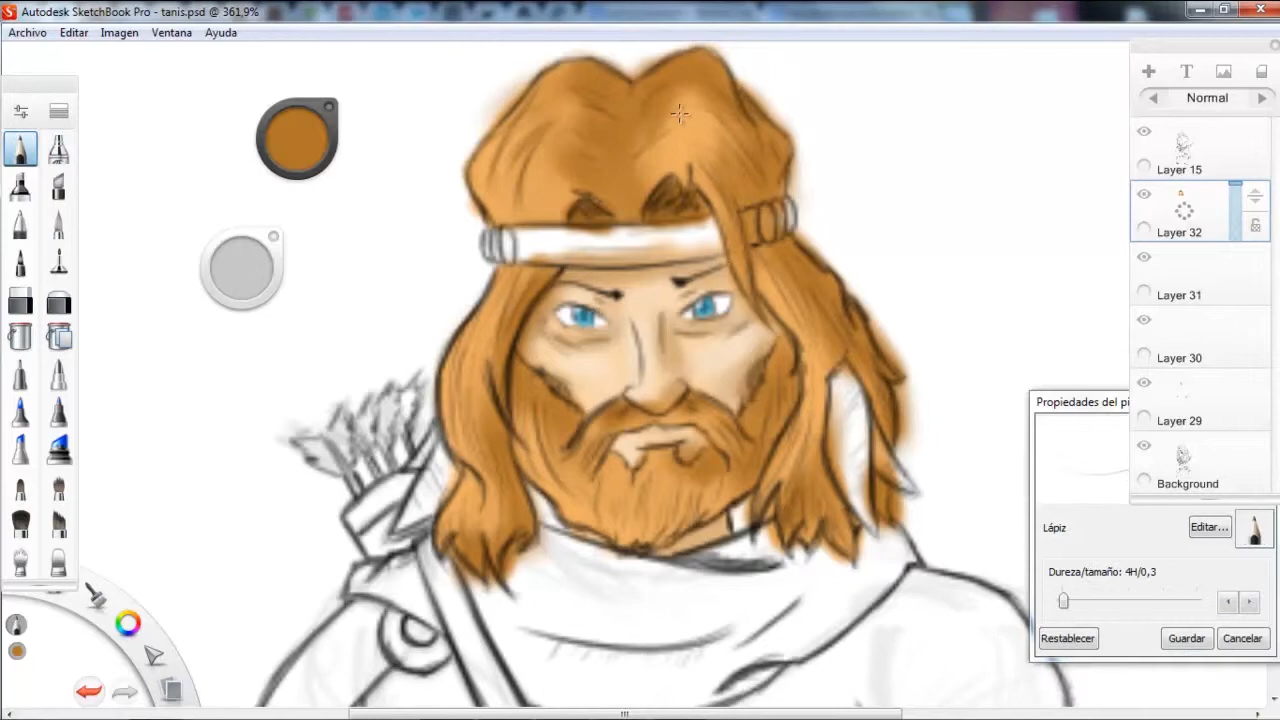 Autodesk SketchBook Pro - tanis.psd @ 361,9%
Archivo Editar Imagen Ventana Ayuda
Normal
Layer 15
Layer 32
Layer 31
Layer 30
Layer 29
Background
Propiedades del pi
Lápiz
Editar...
Dureza/tamaño: 4H/0,3
Restablecer
Guardar
Cancelar